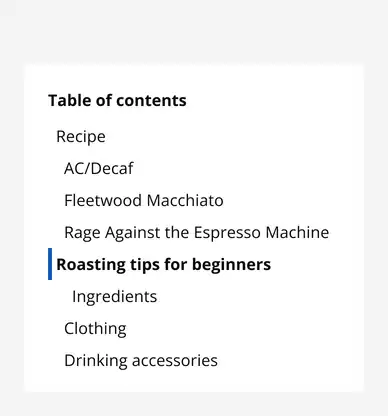 Table of contents
Recipe
AC/Decaf
Fleetwood Macchiato
Rage Against the Espresso Machine
Roasting tips for beginners
Ingredients
Clothing
Drinking accessories